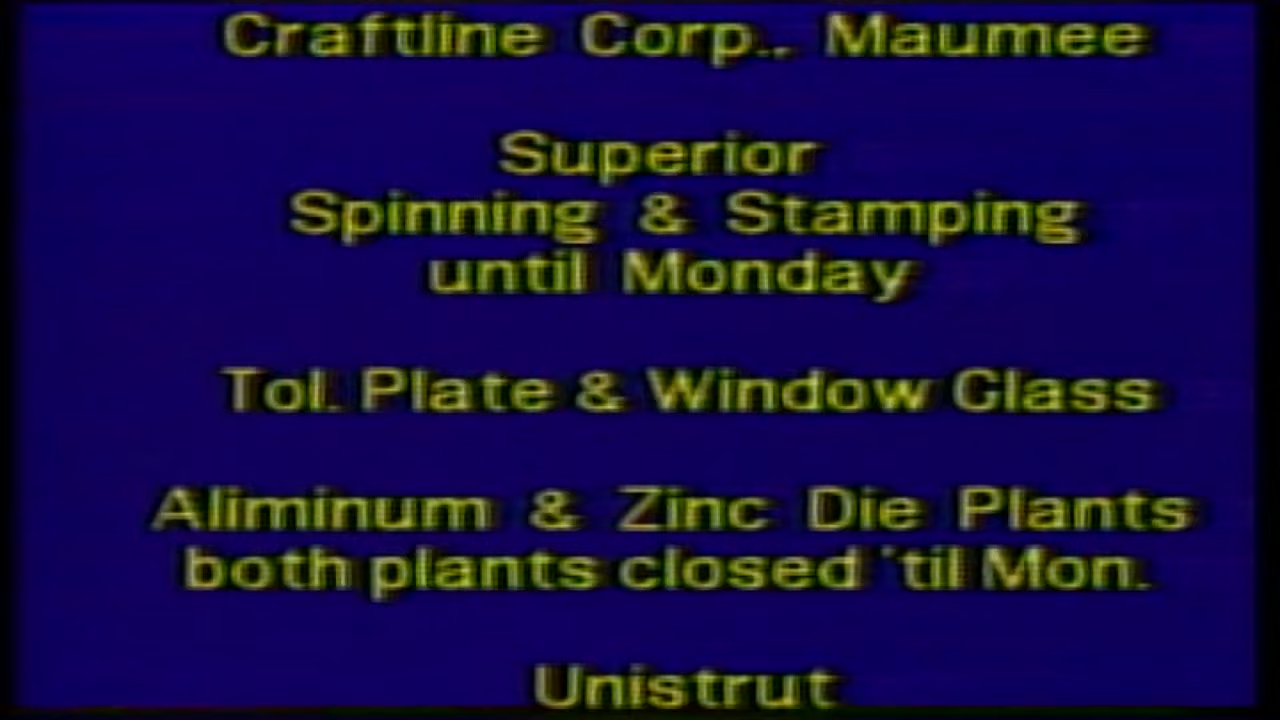 Craftline Corp., Maumee
Superior
Spinning & Stamping
until Monday
Tol. Plate & Window Glass
Aliminum & Zinc Die Plants
both plants closed 'til Mon.
Unistrut